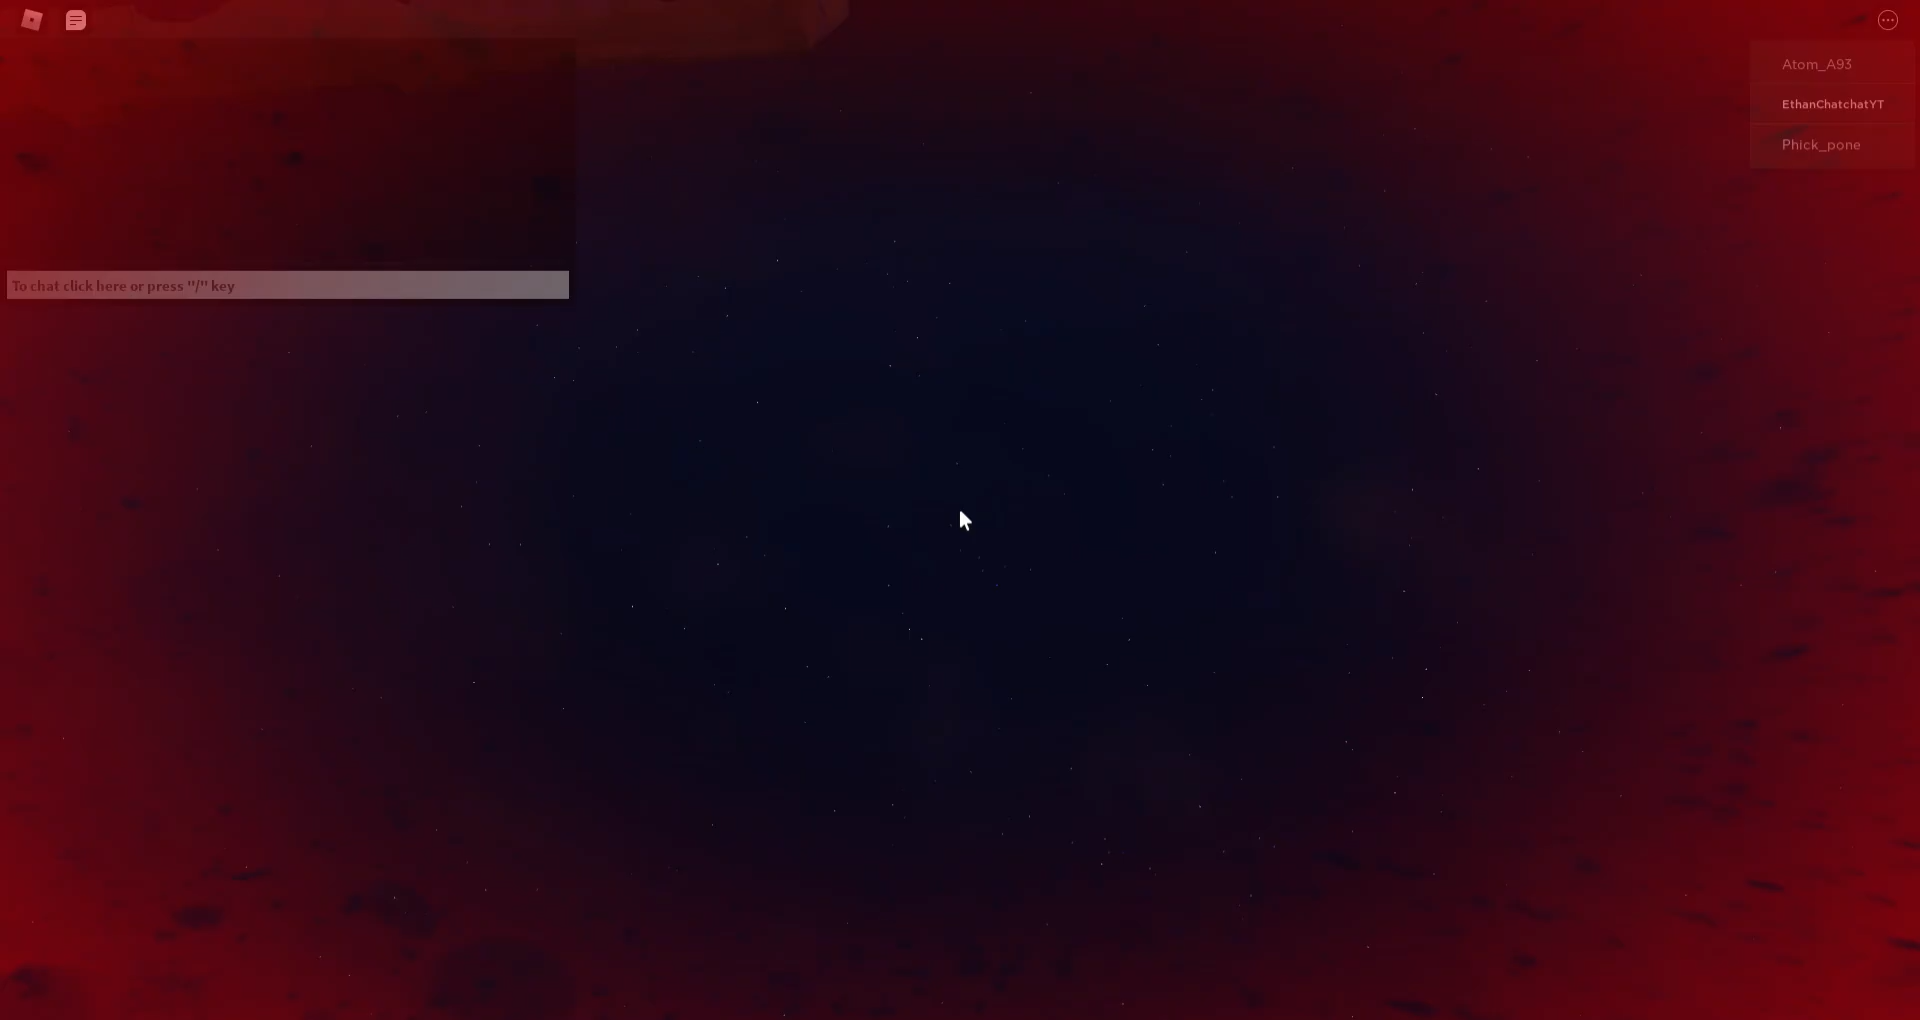 Atom_A93
EthanChatchatYT
Phick_pone
To chat click here or press "/" key